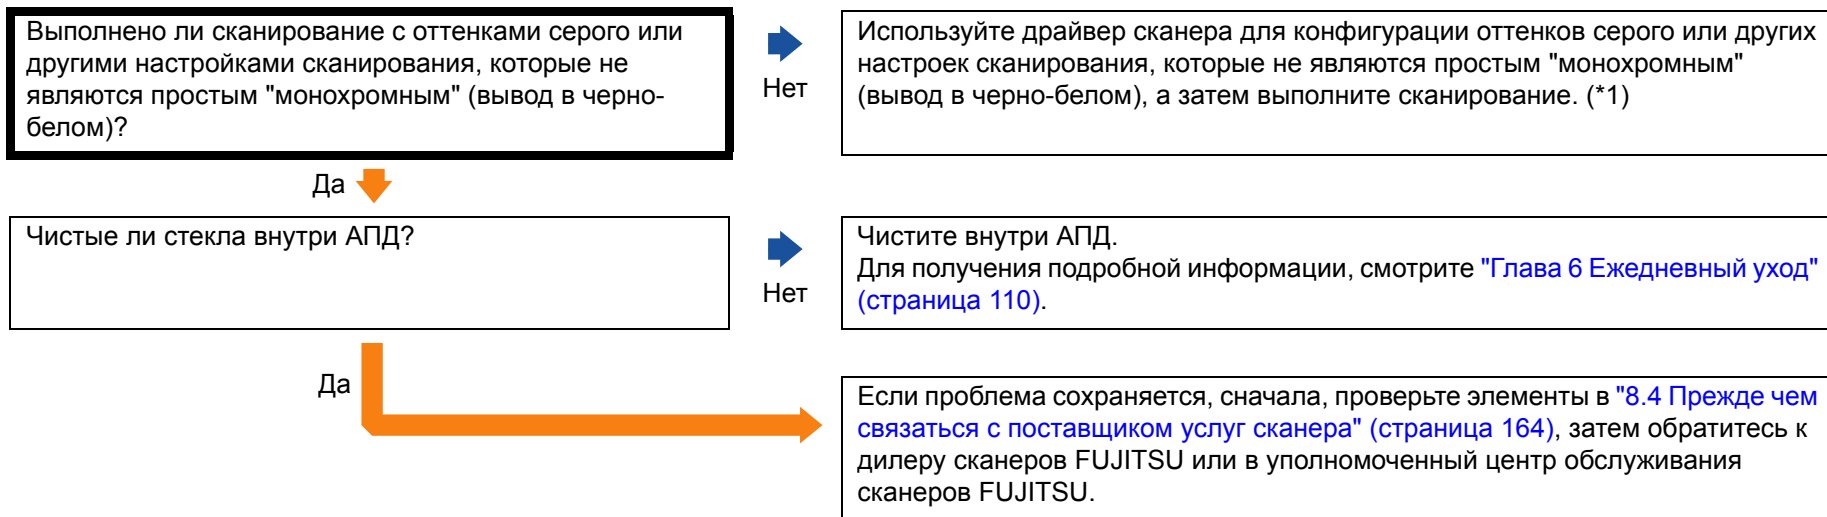 Выполнено ли сканирование с оттенками серого или
другими настройками сканирования, которые не
являются простым "монохромным" (вывод в черно-
белом)?
Нет
Используйте драйвер сканера для конфигурации оттенков серого или других
настроек сканирования, которые не являются простым "монохромным"
(вывод в черно-белом), а затем выполните сканирование. (*1)
Да
Чистые ли стекла внутри АПД?
Нет
Чистите внутри АПД.
Для получения подробной информации, смотрите "Глава 6 Ежедневный уход"
(страница 110).
Да
Если проблема сохраняется, сначала, проверьте элементы в "8.4 Прежде чем
связаться с поставщиком услуг сканера" (страница 164), затем обратитесь к
дилеру сканеров FUJITSU или в уполномоченный центр обслуживания
сканеров FUJITSU.